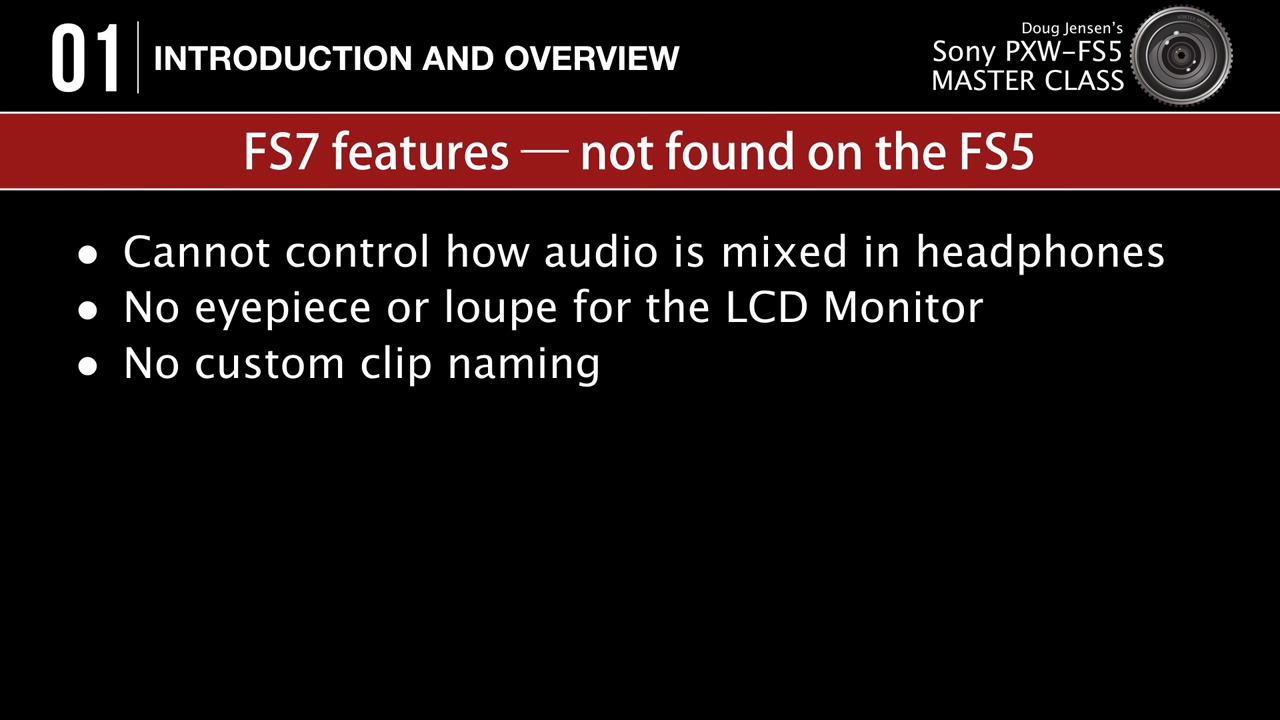 01
INTRODUCTION AND OVERVIEW
Doug Jensen's
Sony PXW-FS5
MASTER CLASS
FS7 features — not found on the FS5
● Cannot control how audio is mixed in headphones
● No eyepiece or loupe for the LCD Monitor
● No custom clip naming